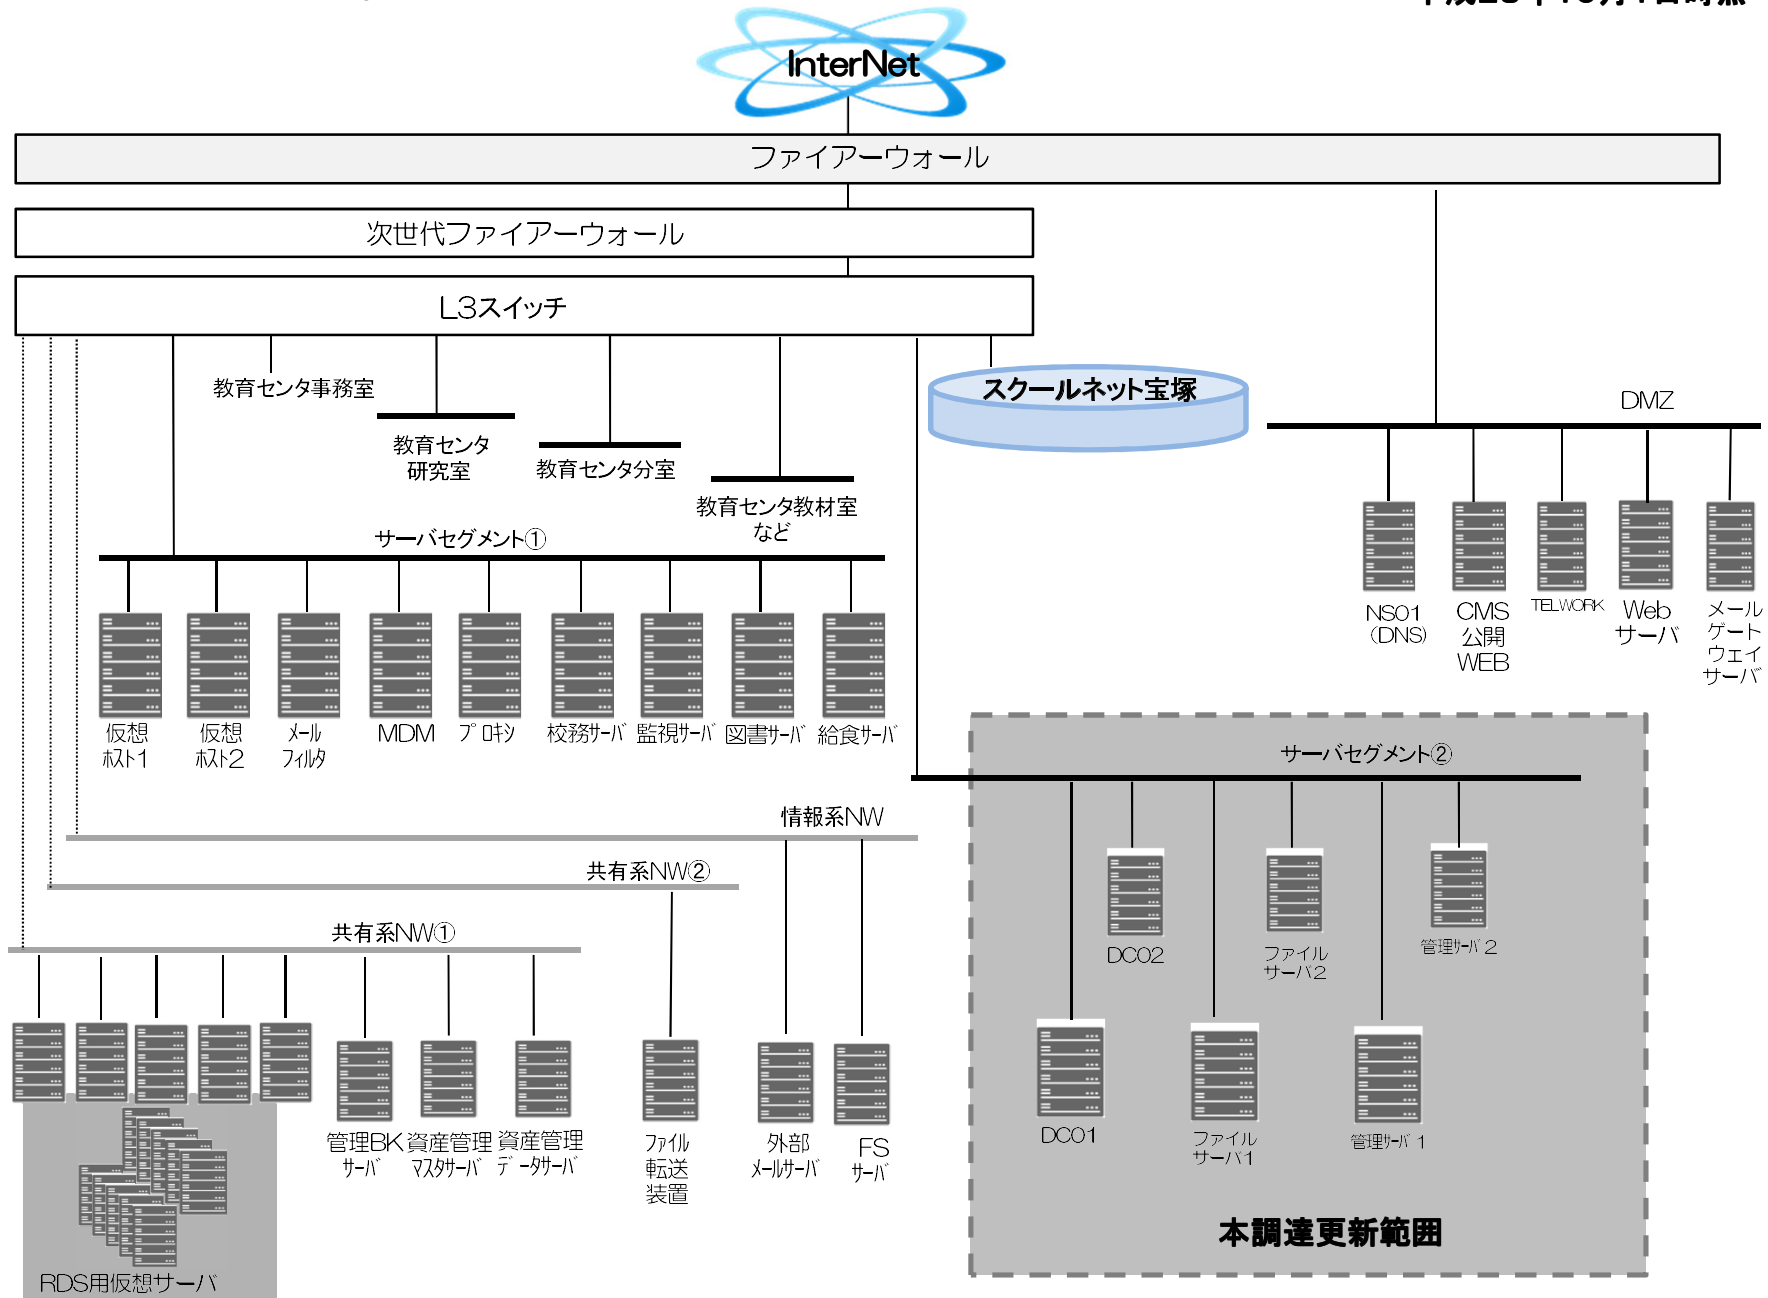 InterNet
ファイアーウォール
次世代ファイアーウォール
L3スイッチ
教育センタ事務室
教育センタ
研究室
教育センタ分室
教育センタ教材室
など
スクールネット宝塚
DMZ
NS01
（DNS）
CMS
公開
WEB
TELWORK
Web
サーバ
メール
ゲート
ウェイ
サーバ
サーバセグメント①
仮想
ﾎｽﾄ1
仮想
ﾎｽﾄ2
ﾒｰﾙ
ﾌｨﾙﾀ
MDM
ﾌﾟﾛｷｼ
校務ｻｰﾊﾞ
監視ｻｰﾊﾞ
図書ｻｰﾊﾞ
給食ｻｰﾊﾞ
サーバセグメント②
DC02
ファイル
サーバ2
管理ｻｰﾊﾞ2
DC01
ファイル
サーバ1
管理ｻｰﾊﾞ1
本調達更新範囲
情報系NW
共有系NW②
共有系NW①
管理BK
ｻｰﾊﾞ
資産管理
ﾏｽﾀｻｰﾊﾞ
資産管理
ﾃﾞｰﾀｻｰﾊﾞ
ﾌｧｲﾙ
転送
装置
外部
ﾒｰﾙｻｰﾊﾞ
FS
ｻｰﾊﾞ
RDS用仮想サーバ